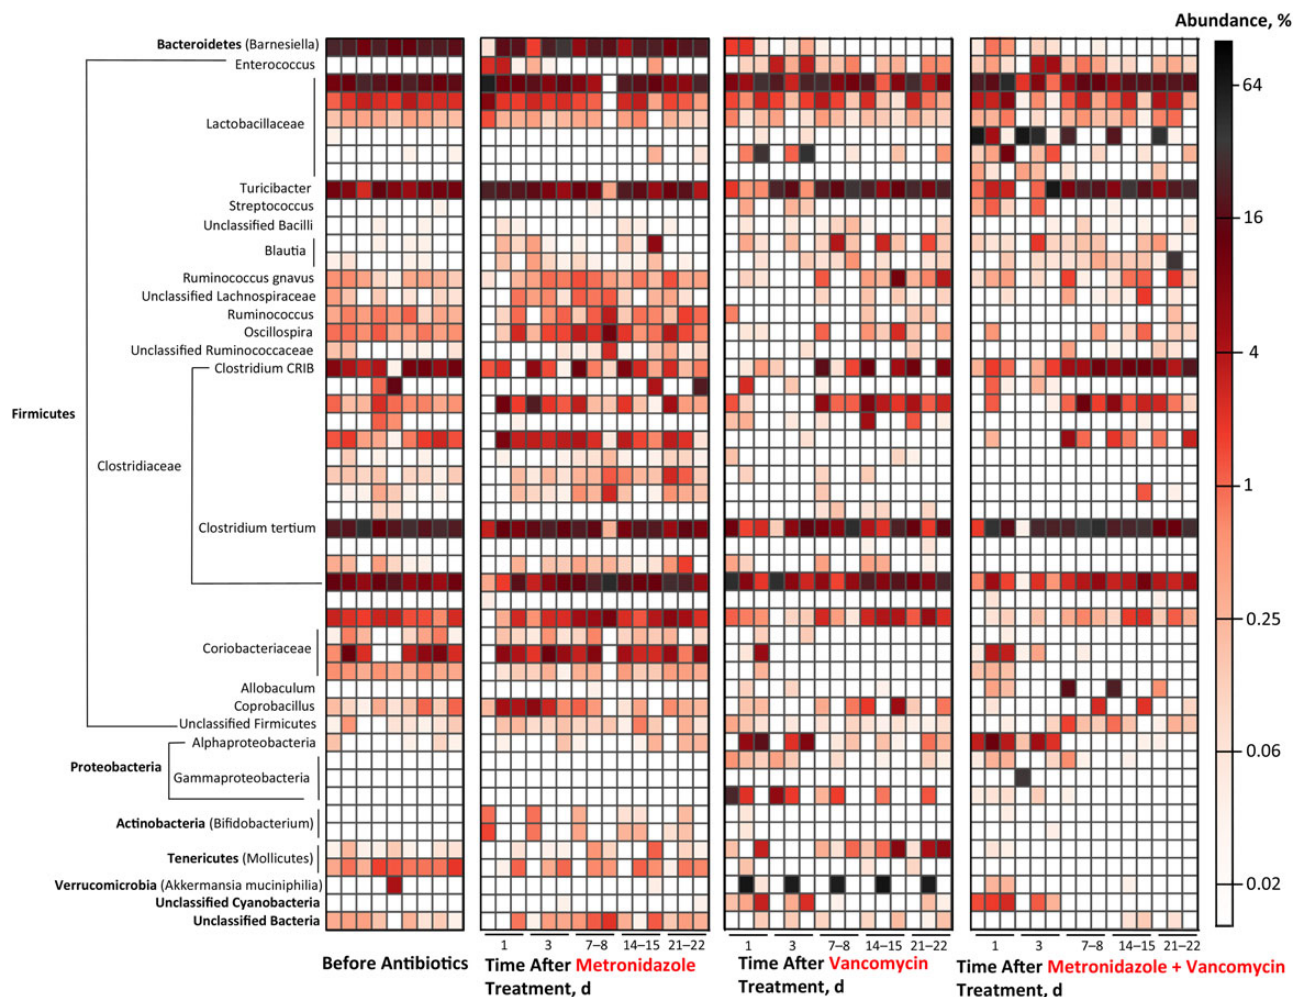 Abundance, %
Bacteroidetes (Barnesiella)
Enterococcus
Lactobacillaceae
Turicibacter
Streptococcus
Unclassified Bacilli
Blautia
Ruminococcus gnavus
Unclassified Lachnospiraceae
Ruminococcus
Oscillospira
Unclassified Ruminococcaceae
Clostridium CRIB
Firmicutes
Clostridiaceae
Clostridium tertium
Coriobacteriaceae
Allobaculum
Coprobacillus
Unclassified Firmicutes
Alphaproteobacteria
Proteobacteria
Gammaproteobacteria
Actinobacteria (Bifidobacterium)
Tenericutes (Mollicutes)
Verrucomicrobia (Akkermansia muciniphilia)
Unclassified Cyanobacteria
Unclassified Bacteria
64
16
4
1
0.25
0.06
0.02
Before Antibiotics
1 3 7–8 14–15 21–22
Time After Metronidazole
Treatment, d
1 3 7–8 14–15 21–22
Time After Vancomycin
Treatment, d
1 3 7–8 14–15 21–22
Time After Metronidazole + Vancomycin
Treatment, d